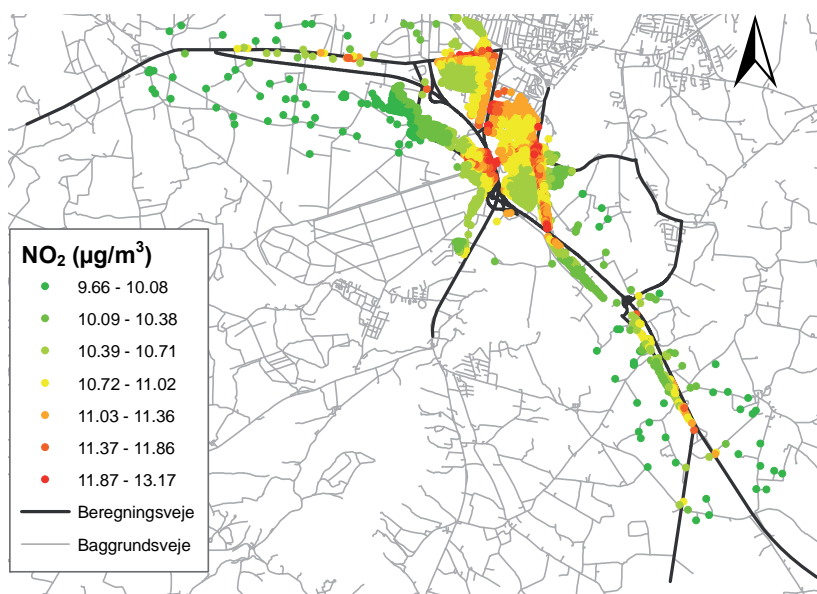 NO₂ (µg/m³)
9.66 - 10.08
10.09 - 10.38
10.39 - 10.71
10.72 - 11.02
11.03 - 11.36
11.37 - 11.86
11.87 - 13.17
Beregningsveje
Baggrundsveje